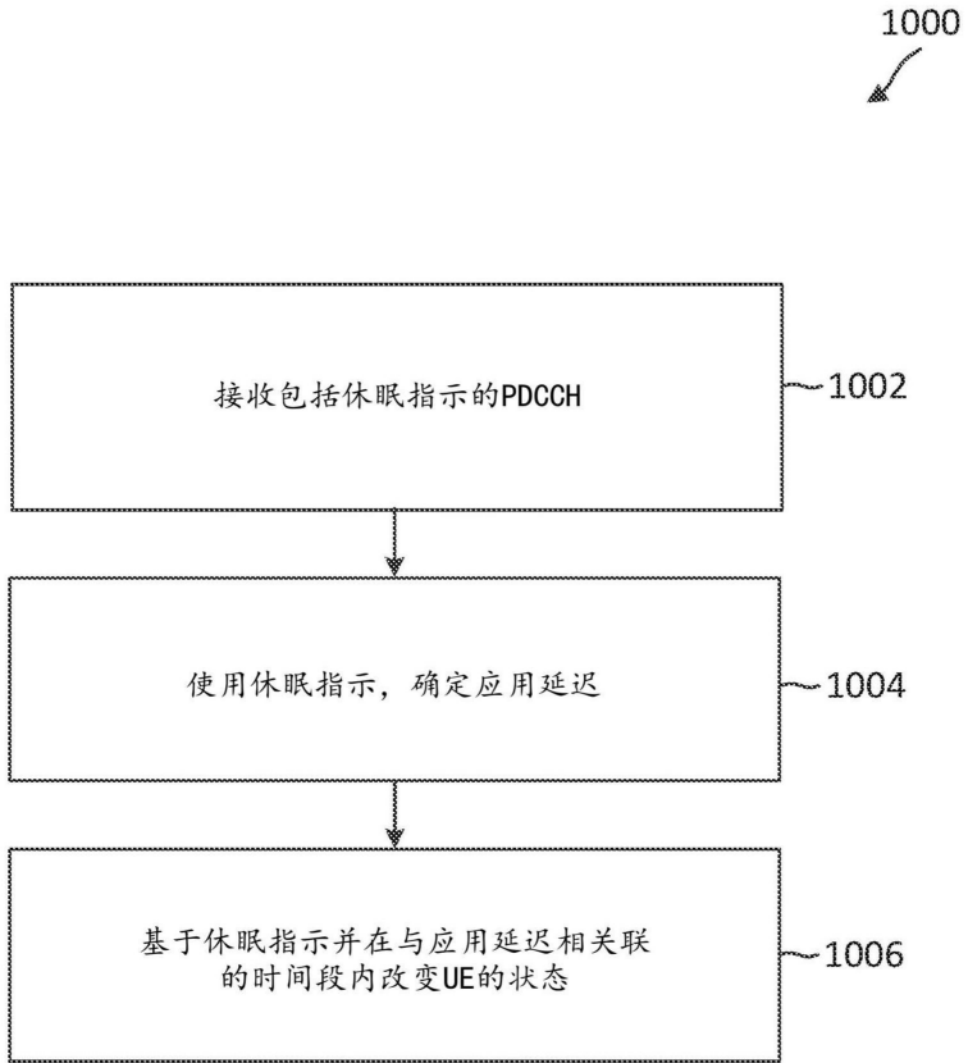 1000
接收包括休眠指示的PDCCH
1002
使用休眠指示，确定应用延迟
1004
基于休眠指示并在与应用延迟相关联
的时间段内改变UE的状态
1006